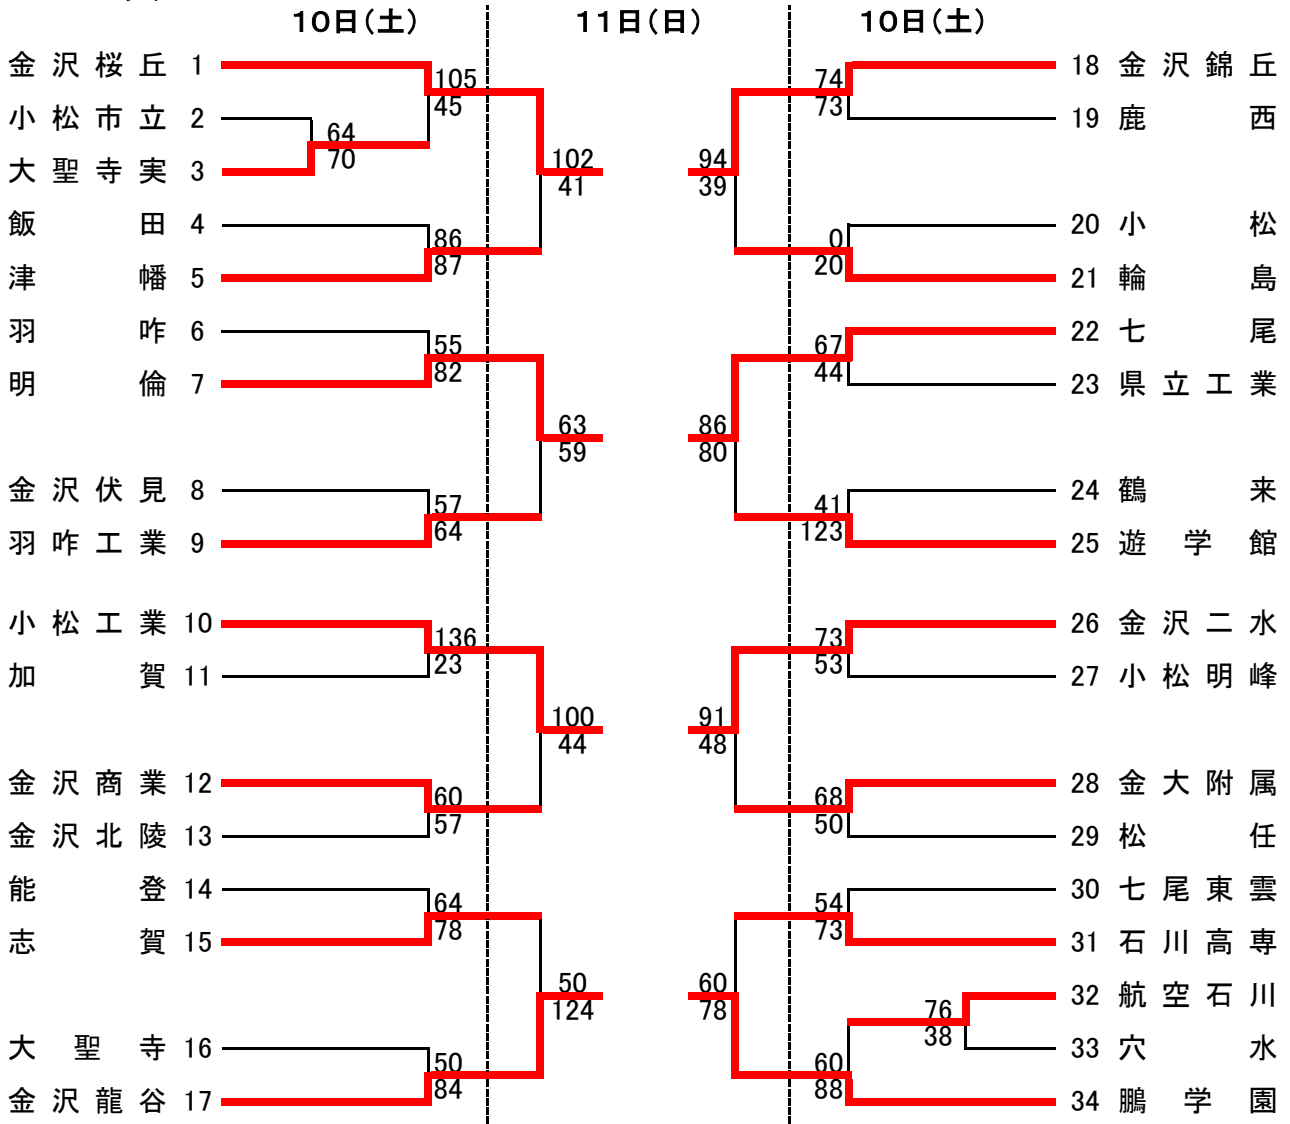 10日(土) 11日(日) 10日(土)
金沢桜丘 1 105 74 18 金沢錦丘
小松市立 2 45 73 19 鹿西
64
大聖寺実 3 70 102 94
41 39
飯田 4 86 0 20 小松
津幡 5 87 20 21 輪島
羽咋 6 55 67 22 七尾
明倫 7 82 44 23 県立工業
63 86
59 80
金沢伏見 8 57 41 24 鶴来
羽咋工業 9 64 123 25 遊学館
小松工業 10 136 73 26 金沢二水
加賀 11 23 53 27 小松明峰
100 91
44 48
金沢商業 12 60 68 28 金大附属
金沢北陵 13 57 50 29 松任
能登 14 64 54 30 七尾東雲
志賀 15 78 73 31 石川高専
50 60 76 32 航空石川
124 78 38
大聖寺 16 50 60 33 穴水
金沢龍谷 17 84 88 34 鵬学園